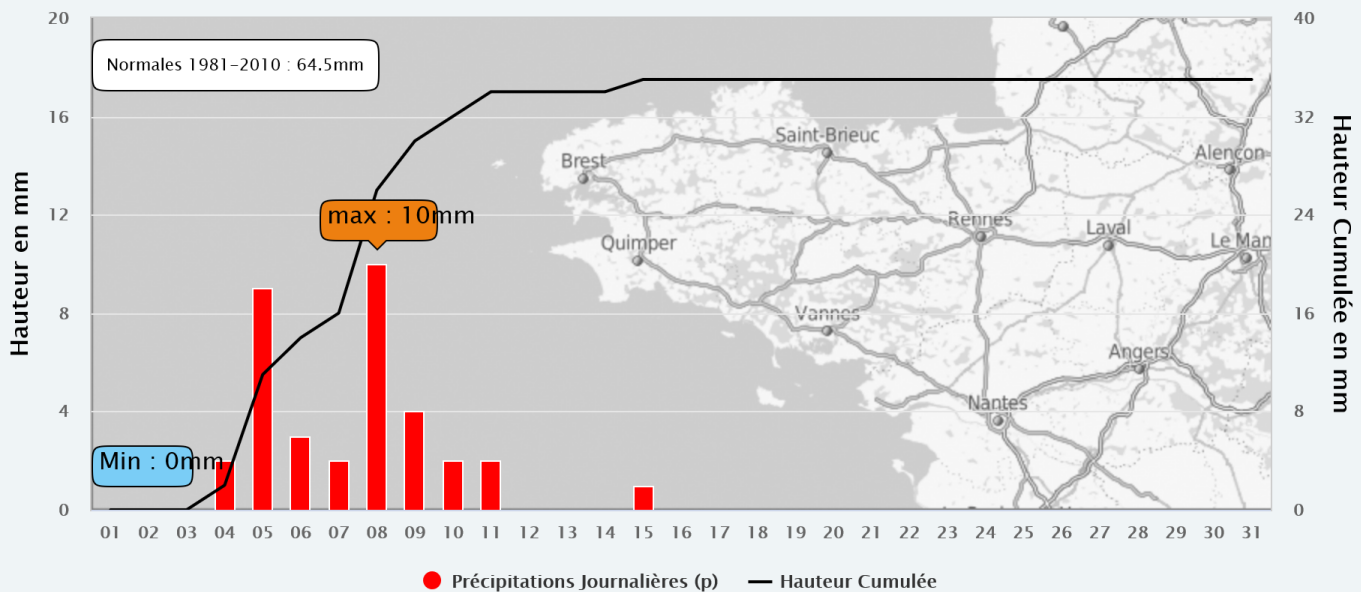 20
40
Normales 1981-2010 : 64.5mm
16
32
Saint-Brieuc
Brest
Alençon
max : 10mm
12
24
Rennes
Laval
Quimper
Le Man
Hauteur en mm
Hauteur Cumulée en mm
8
16
Vannes
Angers
4
8
Nantes
Min : 0mm
0
0
01 02 03 04 05 06 07 08 09 10 11 12 13 14 15 16 17 18 19 20 21 22 23 24 25 26 27 28 29 30 31
Précipitations Journalières (p) Hauteur Cumulée